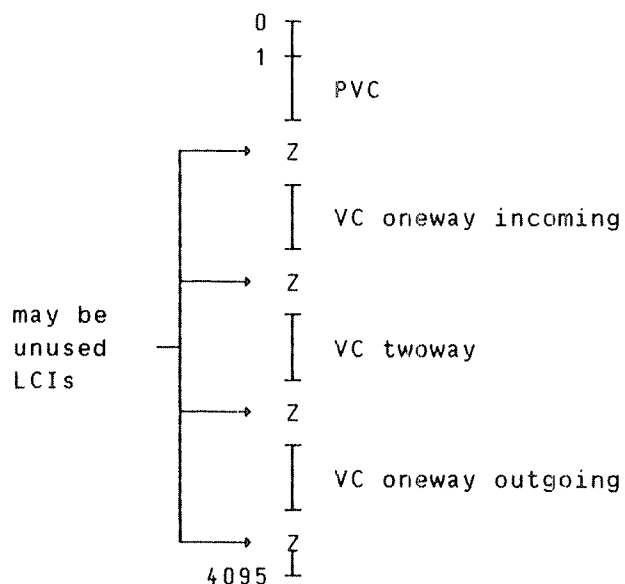 0
1
PVC
Z
VC oneway incoming
Z
may be
unused
LCIs
VC twoway
Z
VC oneway outgoing
Z
4095